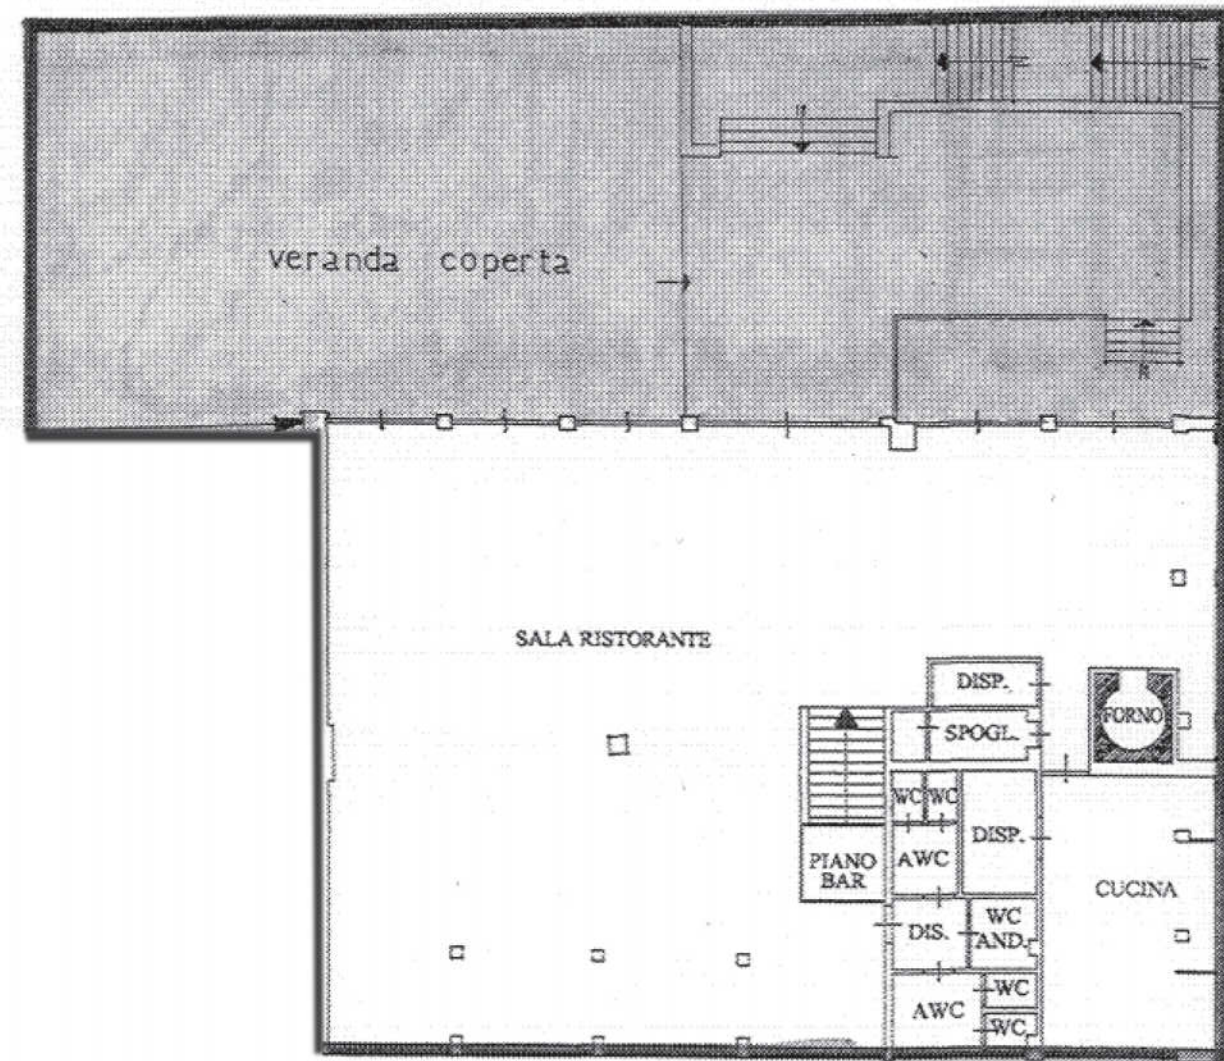 veranda coperta
R
SALA RISTORANTE
DISP.
SPOGL.
FORNO
WC WC
DISP.
PIANO
BAR
AWC
CUCINA
DIS.
WC
AND.
AWC
WC
WC